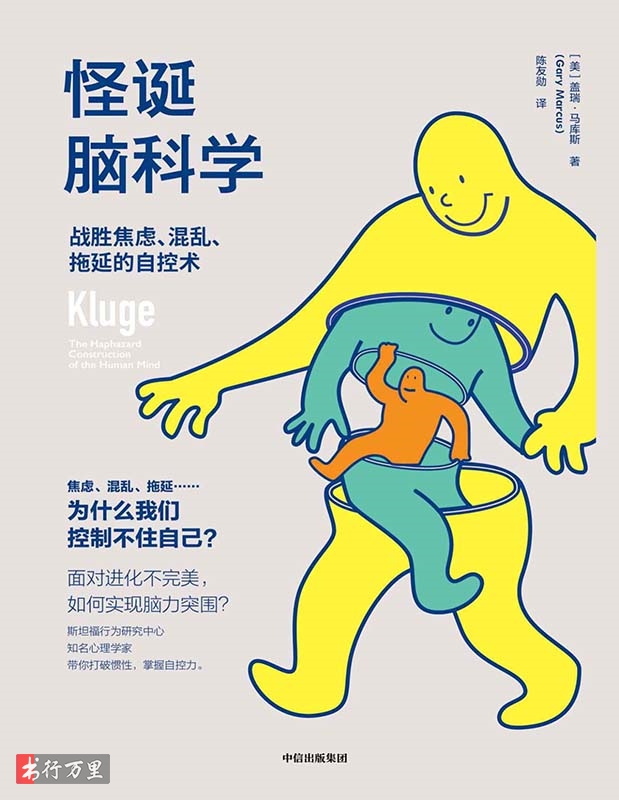 怪诞
脑科学
战胜焦虑、混乱、
拖延的自控术
Kluge
The Haphazard
Construction
of the Human Mind
[美]盖瑞·马库斯 著
(Gary Marcus)
陈友勋 译
焦虑、混乱、拖延……
为什么我们
控制不住自己?
面对进化不完美，
如何实现脑力突围?
斯坦福行为研究中心
知名心理学家
带你打破惯性，掌握自控力。
中信出版集团
书行万里